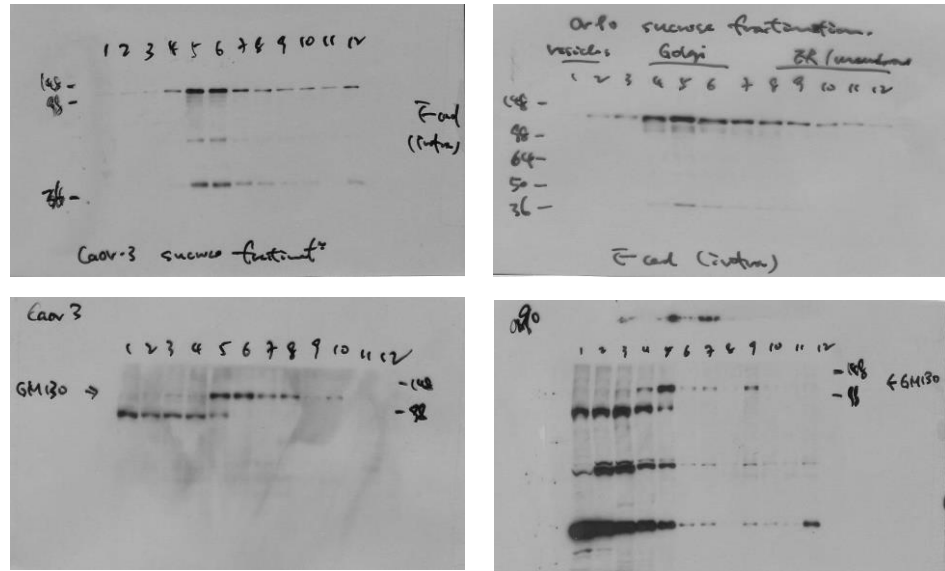 1 2 3 4 5 6 7 8 9 10 11 12
148 -
98 -
E-cad
(intra)
36 -
Caov-3 sucrose fractionat
sucrose fractionation.
vesicles Golgi ER/membrane
1 2 3 4 5 6 7 8 9 10 11 12
148 -
98 -
64 -
50 -
36 -
E-cad (intra)
Caov 3
1 2 3 4 5 6 7 8 9 10 11 12
GM130 →
- 148
- 98
1 2 3 4 5 6 7 8 9 10 11 12
- 148
- 98
← GM130